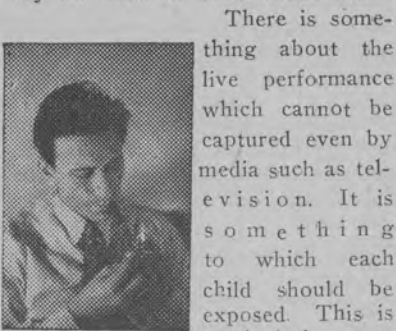 There is some-
thing about the
live performance
which cannot be
captured even by
media such as tel-
evision. It is
something
to which each
child should be
exposed. This is